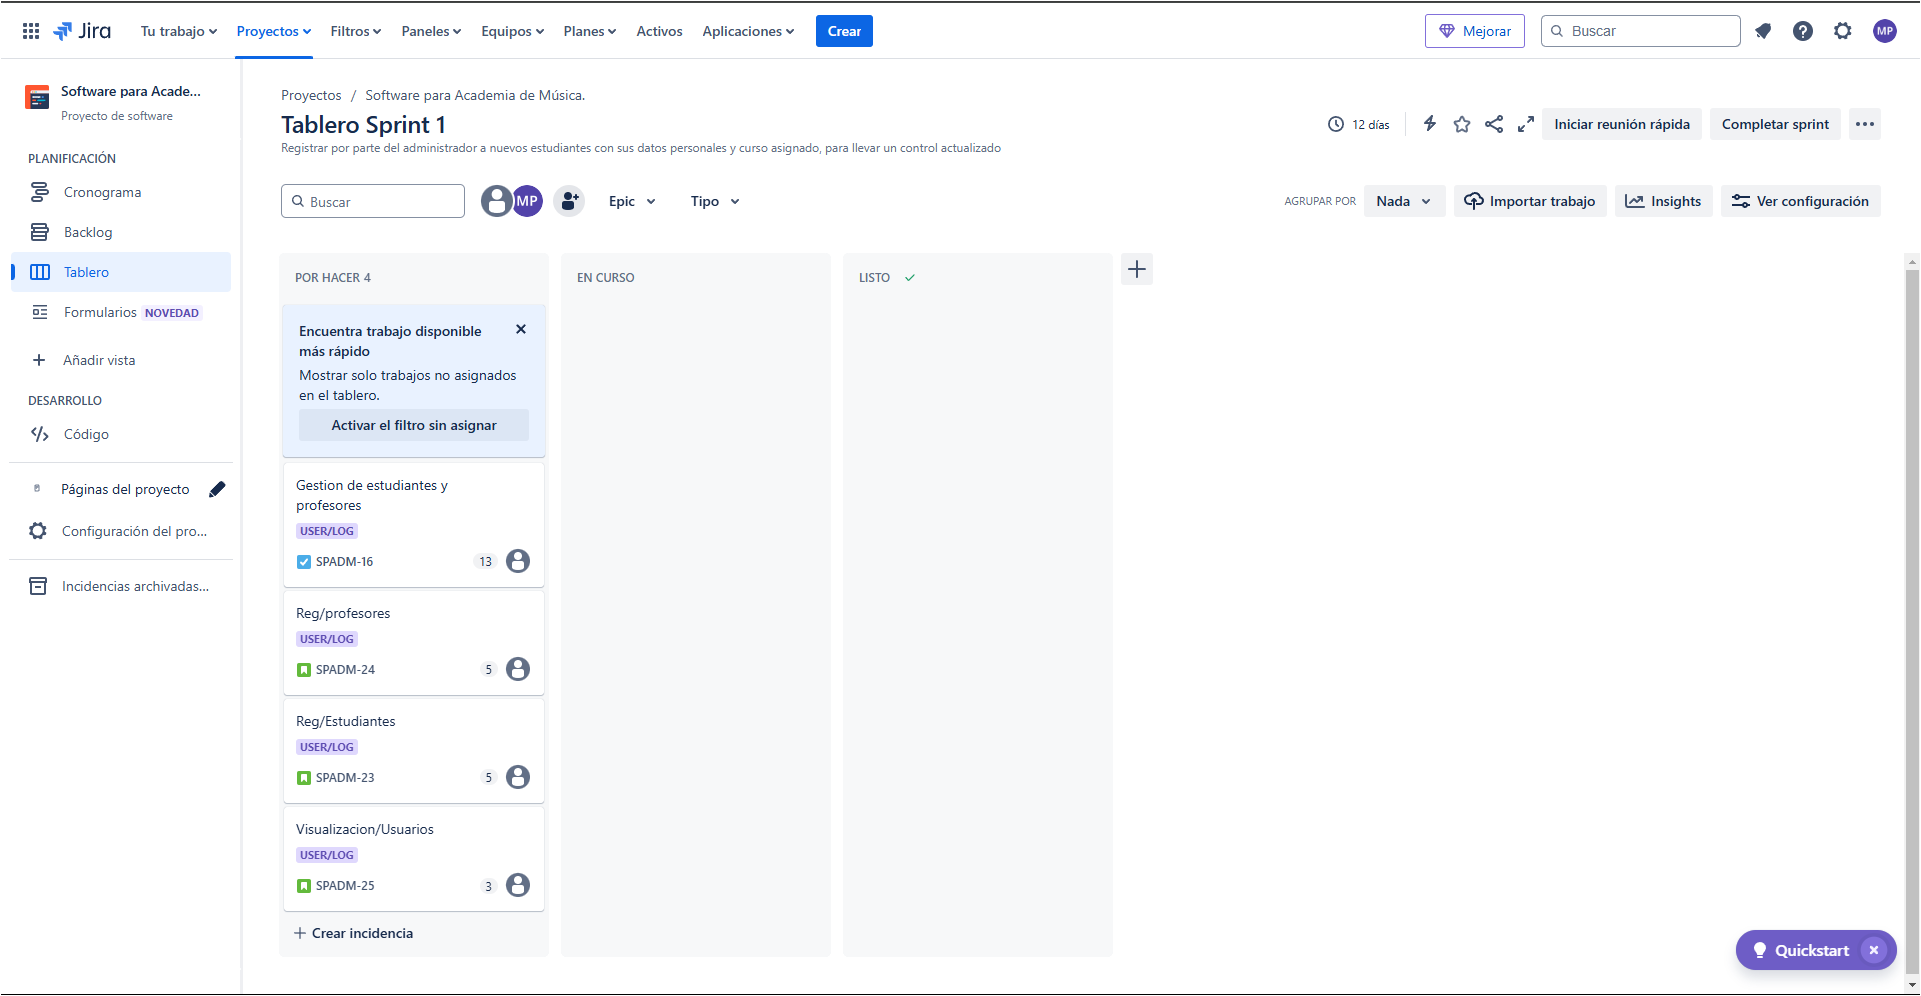 Jira
Tu trabajo
Proyectos
Filtros
Paneles
Equipos
Planes
Activos
Aplicaciones
Crear
Mejorar
Buscar
MP
Software para Acade...
Proyecto de software
PLANIFICACIÓN
Cronograma
Backlog
Tablero
Formularios NOVEDAD
Añadir vista
DESARROLLO
Código
Páginas del proyecto
Configuración del pro...
Incidencias archivadas...
Proyectos / Software para Academia de Música.
Tablero Sprint 1
Registrar por parte del administrador a nuevos estudiantes con sus datos personales y curso asignado, para llevar un control actualizado
12 días
Iniciar reunión rápida
Completar sprint
Buscar
MP
Epic
Tipo
AGRUPAR POR
Nada
Importar trabajo
Insights
Ver configuración
POR HACER 4
Encuentra trabajo disponible
más rápido
Mostrar solo trabajos no asignados
en el tablero.
Activar el filtro sin asignar
Gestion de estudiantes y
profesores
USER/LOG
SPADM-16
13
Reg/profesores
USER/LOG
SPADM-24
5
Reg/Estudiantes
USER/LOG
SPADM-23
5
Visualizacion/Usuarios
USER/LOG
SPADM-25
3
Crear incidencia
EN CURSO
LISTO
Quickstart